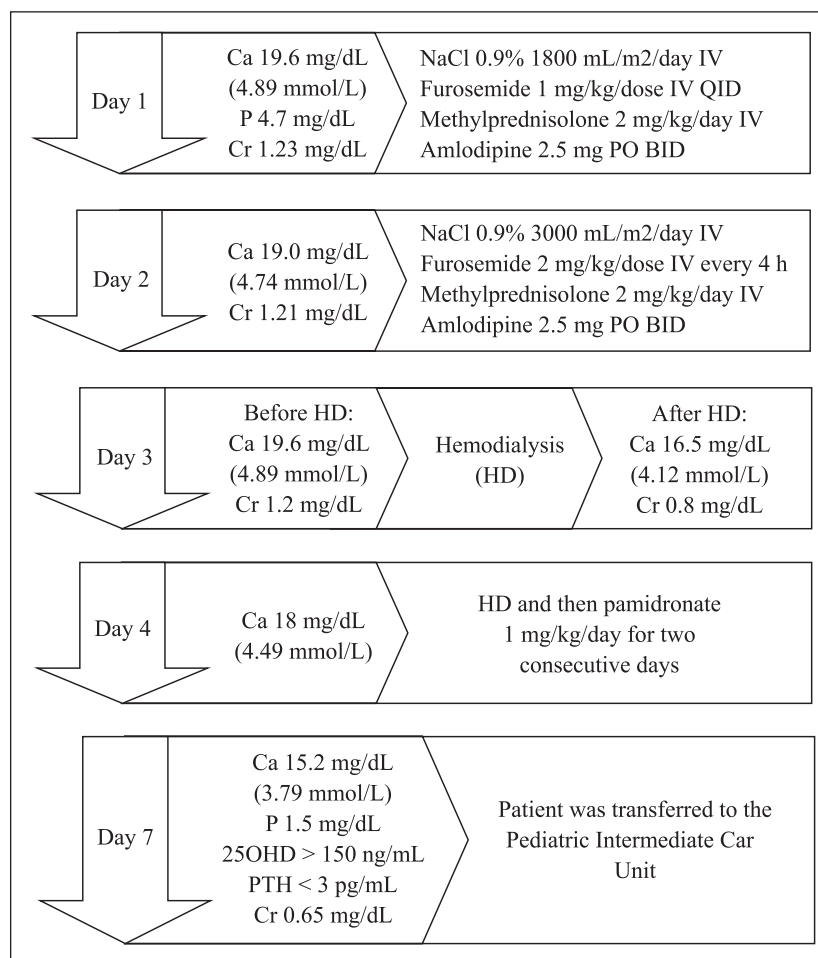 Day 1
Ca 19.6 mg/dL
(4.89 mmol/L)
P 4.7 mg/dL
Cr 1.23 mg/dL
NaCl 0.9% 1800 mL/m2/day IV
Furosemide 1 mg/kg/dose IV QID
Methylprednisolone 2 mg/kg/day IV
Amlodipine 2.5 mg PO BID
Day 2
Ca 19.0 mg/dL
(4.74 mmol/L)
Cr 1.21 mg/dL
NaCl 0.9% 3000 mL/m2/day IV
Furosemide 2 mg/kg/dose IV every 4 h
Methylprednisolone 2 mg/kg/day IV
Amlodipine 2.5 mg PO BID
Day 3
Before HD:
Ca 19.6 mg/dL
(4.89 mmol/L)
Cr 1.2 mg/dL
Hemodialysis
(HD)
After HD:
Ca 16.5 mg/dL
(4.12 mmol/L)
Cr 0.8 mg/dL
Day 4
Ca 18 mg/dL
(4.49 mmol/L)
HD and then pamidronate
1 mg/kg/day for two
consecutive days
Day 7
Ca 15.2 mg/dL
(3.79 mmol/L)
P 1.5 mg/dL
25OHD > 150 ng/mL
PTH < 3 pg/mL
Cr 0.65 mg/dL
Patient was transferred to the
Pediatric Intermediate Car
Unit